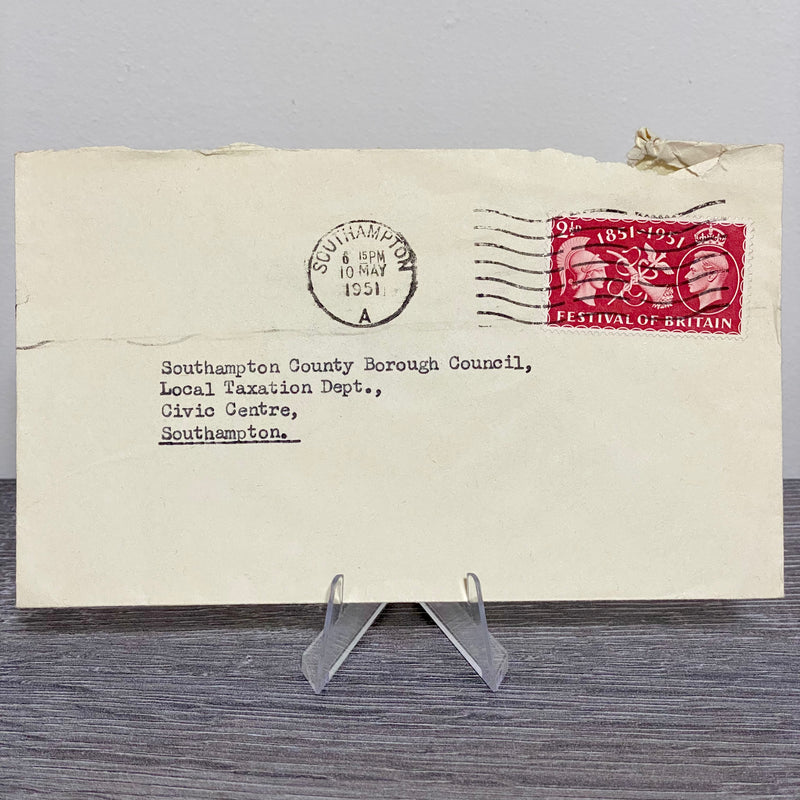 SOUTHAMPTON
6 15PM
10 MAY
1951
A
2½D
1851-1951
FESTIVAL OF BRITAIN
Southampton County Borough Council,
Local Taxation Dept.,
Civic Centre,
Southampton.